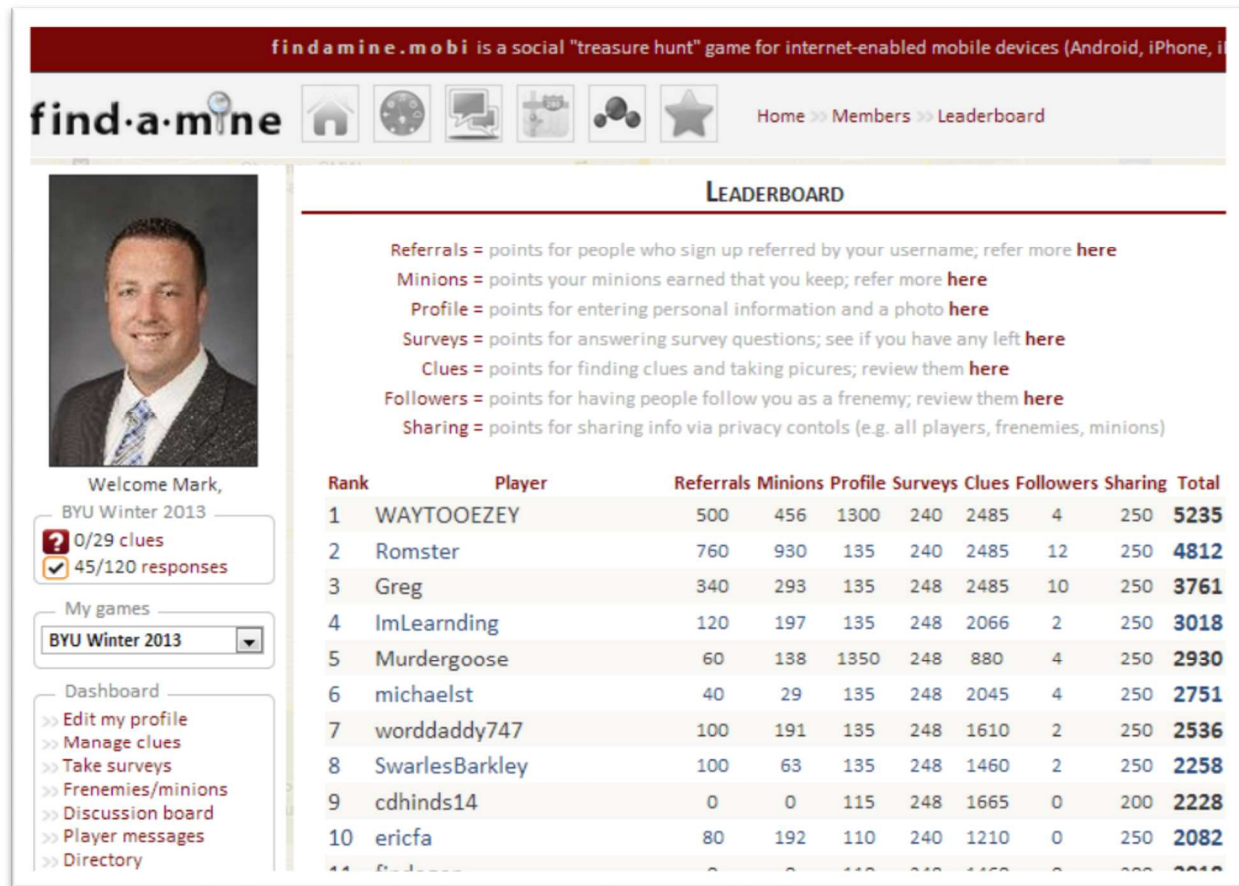 findamine.mobi is a social "treasure hunt" game for internet-enabled mobile devices (Android, iPhone,
find·a·mine
Home >> Members >> Leaderboard
LEADERBOARD
Referrals = points for people who sign up referred by your username; refer more here
Minions = points your minions earned that you keep; refer more here
Profile = points for entering personal information and a photo here
Surveys = points for answering survey questions; see if you have any left here
Clues = points for finding clues and taking picures; review them here
Followers = points for having people follow you as a frenemy; review them here
Sharing = points for sharing info via privacy contols (e.g. all players, frenemies, minions)
Welcome Mark,
BYU Winter 2013
0/29 clues
45/120 responses
My games
BYU Winter 2013
Dashboard
>> Edit my profile
>> Manage clues
>> Take surveys
>> Frenemies/minions
>> Discussion board
>> Player messages
>> Directory
Rank Player Referrals Minions Profile Surveys Clues Followers Sharing Total
1 WAYTOOEZEY 500 456 1300 240 2485 4 250 5235
2 Romster 760 930 135 240 2485 12 250 4812
3 Greg 340 293 135 248 2485 10 250 3761
4 ImLearnding 120 197 135 248 2066 2 250 3018
5 Murdergoose 60 138 1350 248 880 4 250 2930
6 michaelst 40 29 135 248 2045 4 250 2751
7 worddaddy747 100 191 135 248 1610 2 250 2536
8 SwarlesBarkley 100 63 135 248 1460 2 250 2258
9 cdhinds14 0 0 115 248 1665 0 200 2228
10 ericfa 80 192 110 240 1210 0 250 2082